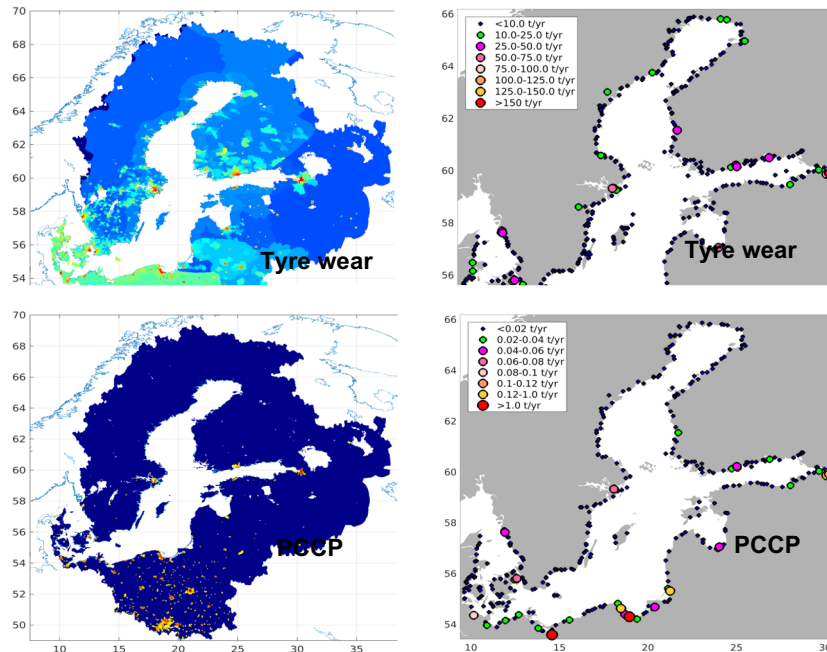 70
68
66
64
62
60
58
56
54
10
15
20
25
30
35
Tyre wear
66
64
62
60
58
56
<10.0 t/yr
10.0-25.0 t/yr
25.0-50.0 t/yr
50.0-75.0 t/yr
75.0-100.0 t/yr
100.0-125.0 t/yr
125.0-150.0 t/yr
>150 t/yr
Tyre wear
70
68
66
64
62
60
58
56
54
52
50
10 15 20 25 30 35
PCCP
66
64
62
60
58
56
54
<0.02 t/yr
0.02-0.04 t/yr
0.04-0.06 t/yr
0.06-0.08 t/yr
0.08-0.1 t/yr
0.1-0.12 t/yr
0.12-1.0 t/yr
>1.0 t/yr
PCCP
10 15 20 25 30